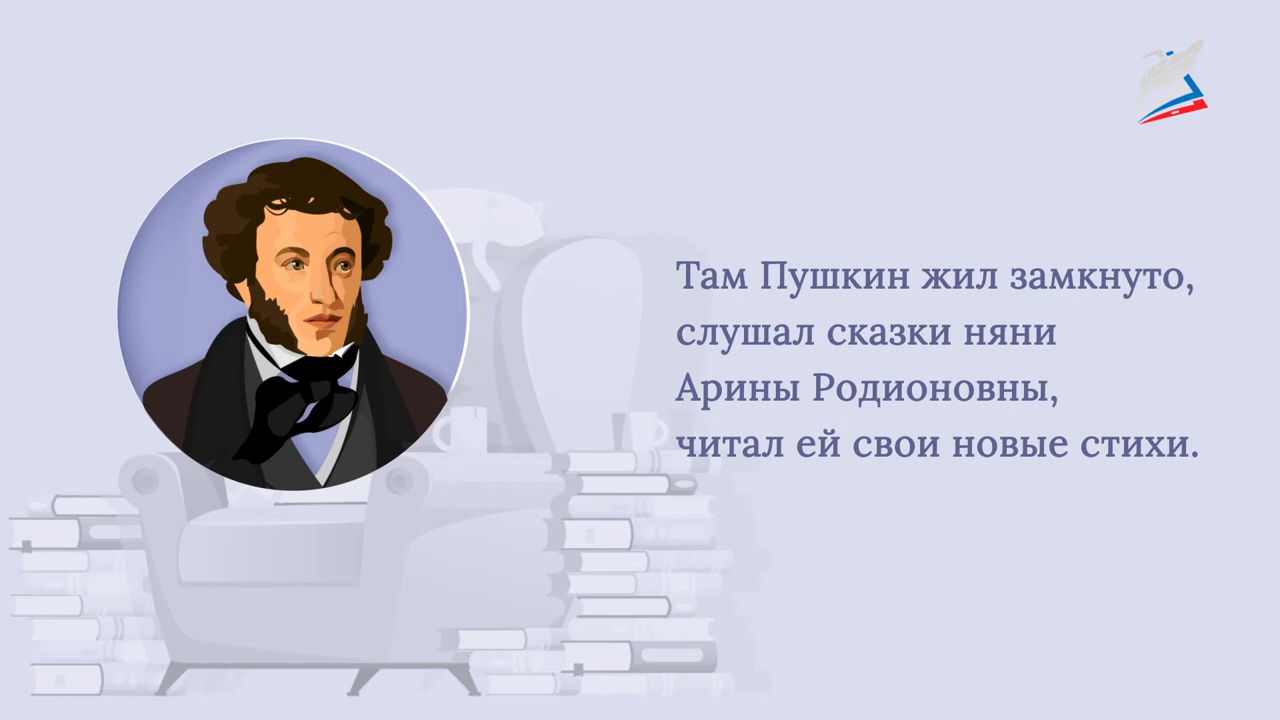 Там Пушкин жил замкнуто,
слушал сказки няни
Арины Родионовны,
читал ей свои новые стихи.